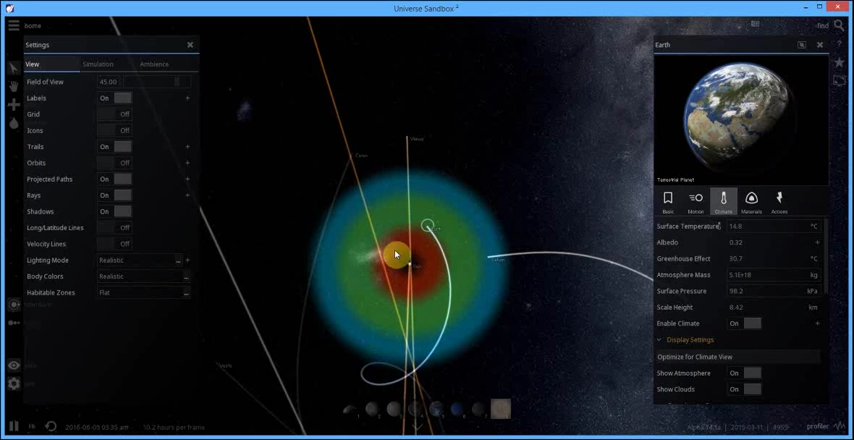 Universe Sandbox ²
home
Settings
View Simulation Ambience
Field of View 45.00
Labels On
Grid Off
Icons Off
Trails On
Orbits Off
Projected Paths On
Rays On
Shadows On
Long/Latitude Lines Off
Velocity Lines Off
Lighting Mode Realistic
Body Colors Realistic
Habitable Zones Flat
Venus
Earth
Terrestrial Planet
Basic Motion Climate Materials Actions
Surface Temperature 14.8 °C
Albedo 0.32
Greenhouse Effect 30.7 °C
Atmosphere Mass 5.1E+18 kg
Surface Pressure 98.2 kPa
Scale Height 8.42 km
Enable Climate On
Display Settings
Optimize for Climate View
Show Atmosphere On
Show Clouds On
10.2 hours per frame
profiler